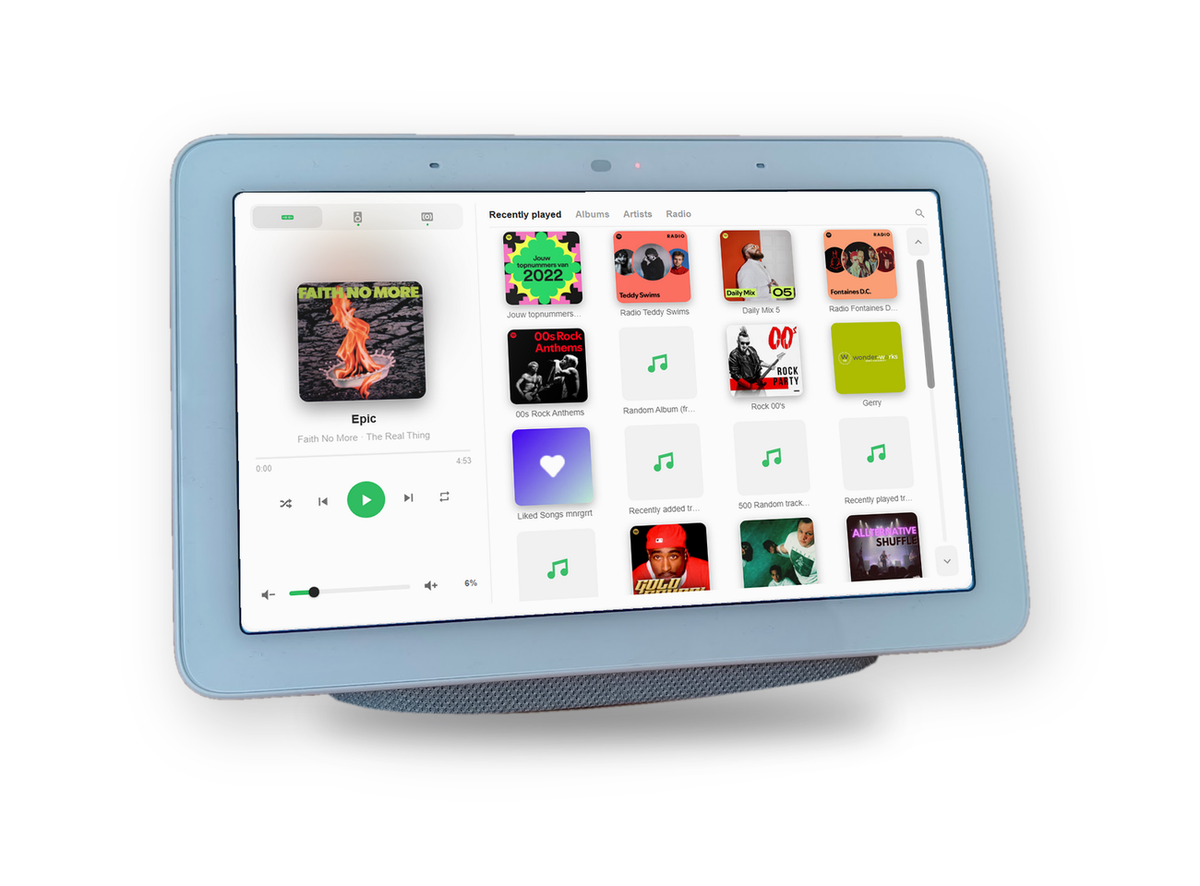 Recently played
Albums
Artists
Radio
FAITH NO MORE
Epic
Faith No More · The Real Thing
0:00
4:53
6%
Jouw
topnummers van
2022
Jouw topnummers...
RADIO
Teddy Swims
Radio Teddy Swims
Daily Mix
05
Daily Mix 5
RADIO
Fontaines D.C.
Radio Fontaines D...
00s Rock
Anthems
00s Rock Anthems
Random Album (fr...
00s
ROCK
PARTY
Rock 00's
W
wonderwerks
Gerry
Liked Songs mnrgrrt
Recently added tr...
500 Random track...
Recently played tr...
GOLD
ALTERNATIVE
SHUFFLE